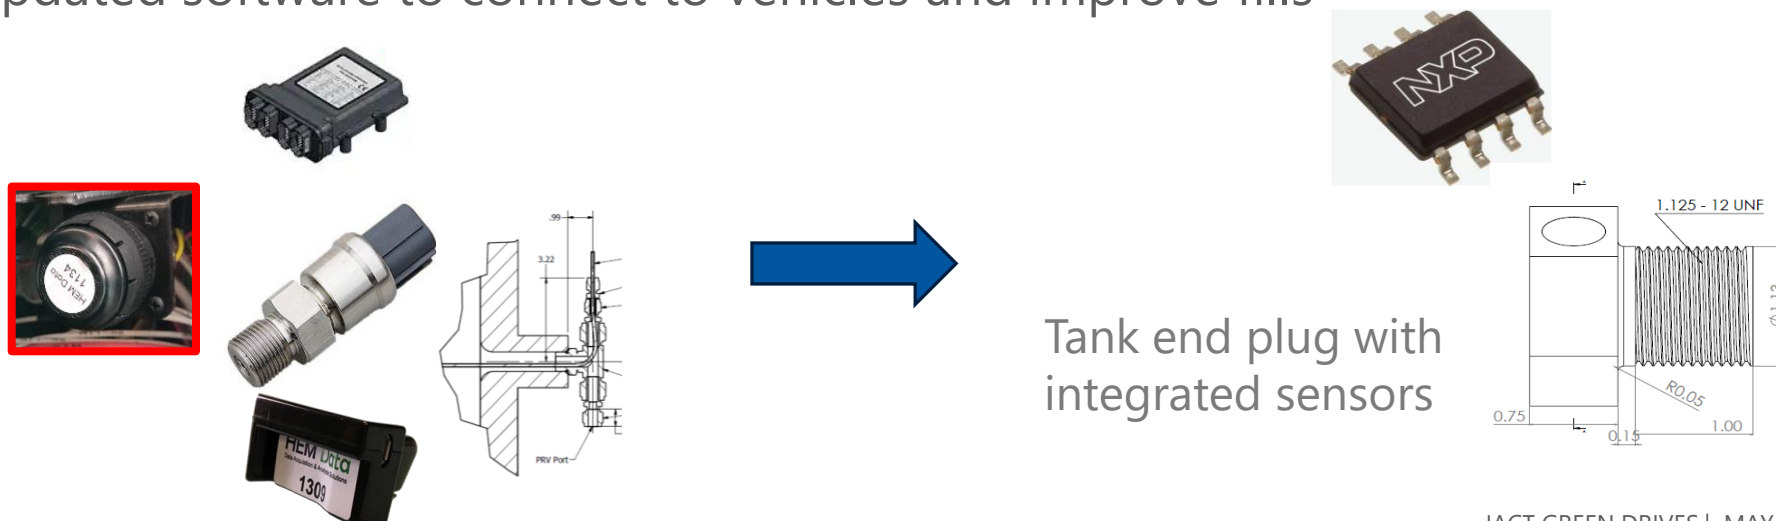 updated software to connect to vehicles and improve fills
NXP
HEM Data
1134
.99
3.22
PRV Port
HEM Data
Data Acquisition & Analysis Solutions
1309
Tank end plug with
integrated sensors
1.125 - 12 UNF
R0.05
0.75
0.15
1.00
GREEN DRIVES | MAY